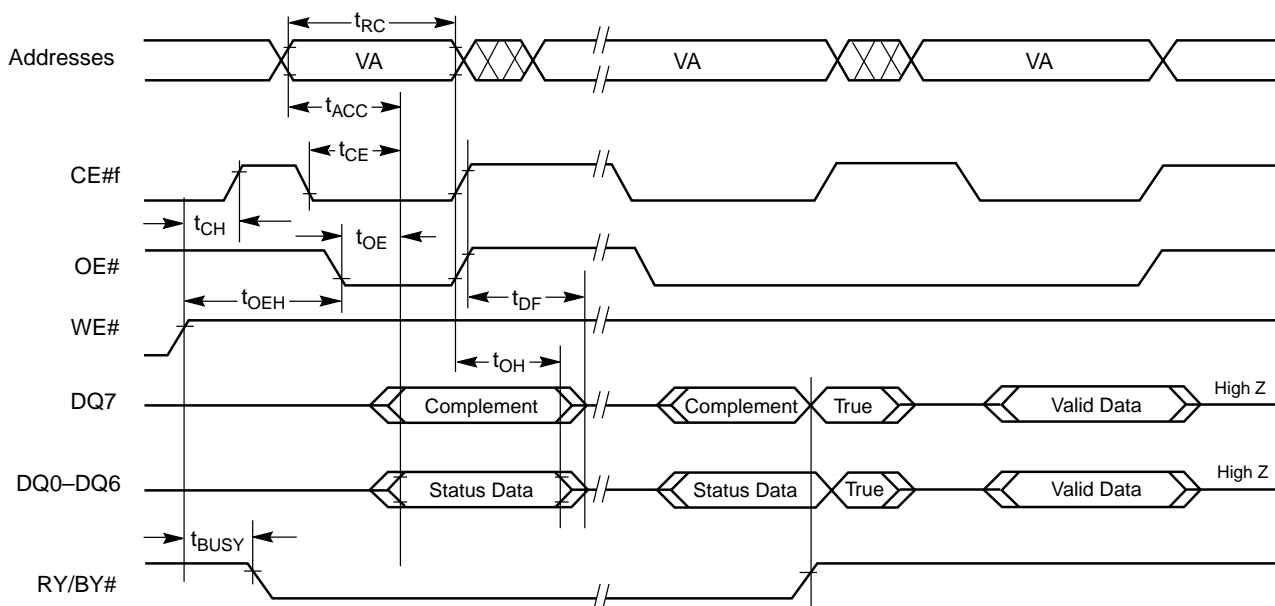 tRC
Addresses VA VA VA
tACC
tCE
CE#f
tCH
tOE
OE#
tOEH
tDF
WE#
tOH
DQ7 Complement Complement True Valid Data High Z
DQ0–DQ6 Status Data Status Data True Valid Data High Z
tBUSY
RY/BY#